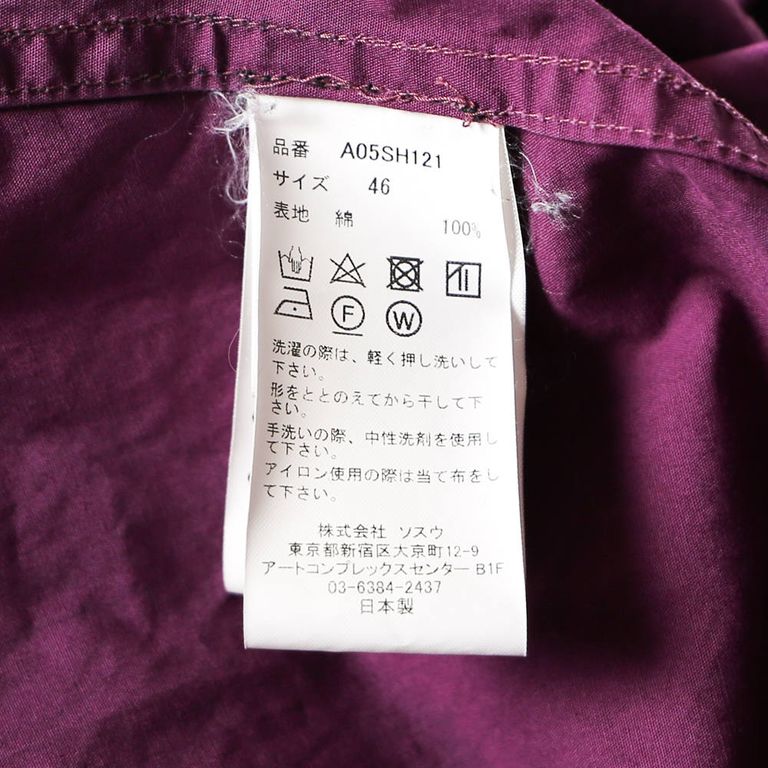 品番 A05SH121
サイズ 46
表地 綿 100%
F W
洗濯の際は、軽く押し洗いして
下さい。
形をととのえてから干して下
さい。
手洗いの際、中性洗剤を使用し
て下さい。
アイロン使用の際は当て布をし
て下さい。
株式会社 ソスウ
東京都新宿区大京町12-9
アートコンプレックスセンター B1F
03-6384-2437
日本製